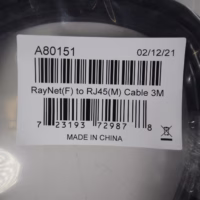 A80151 02/12/21
RayNet(F) to RJ45(M) Cable 3M
7 23193 72987 8
MADE IN CHINA